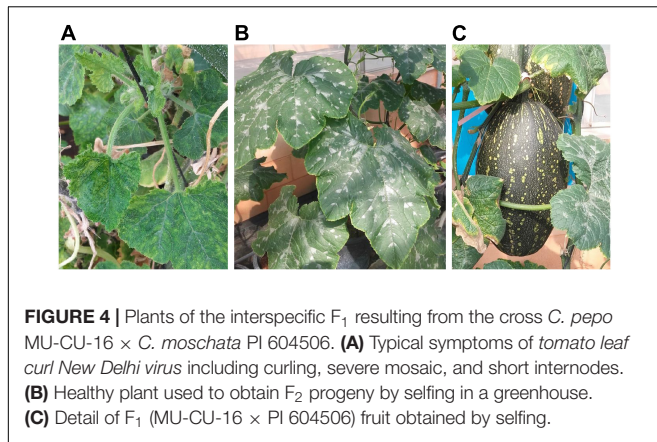 A
B
C
FIGURE 4 | Plants of the interspecific F₁ resulting from the cross C. pepo
MU-CU-16 × C. moschata PI 604506. (A) Typical symptoms of tomato leaf
curl New Delhi virus including curling, severe mosaic, and short internodes.
(B) Healthy plant used to obtain F₂ progeny by selfing in a greenhouse.
(C) Detail of F₁ (MU-CU-16 × PI 604506) fruit obtained by selfing.